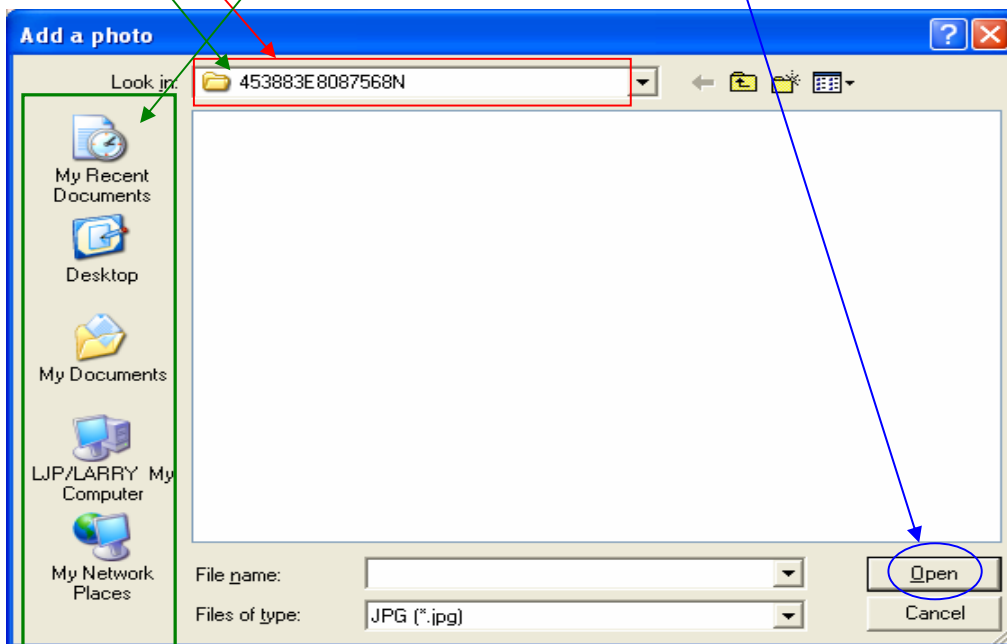 Add a photo
Look in:
453883E8087568N
My Recent
Documents
Desktop
My Documents
LJP/LARRY My
Computer
My Network
Places
File name:
Open
Files of type:
JPG (*.jpg)
Cancel